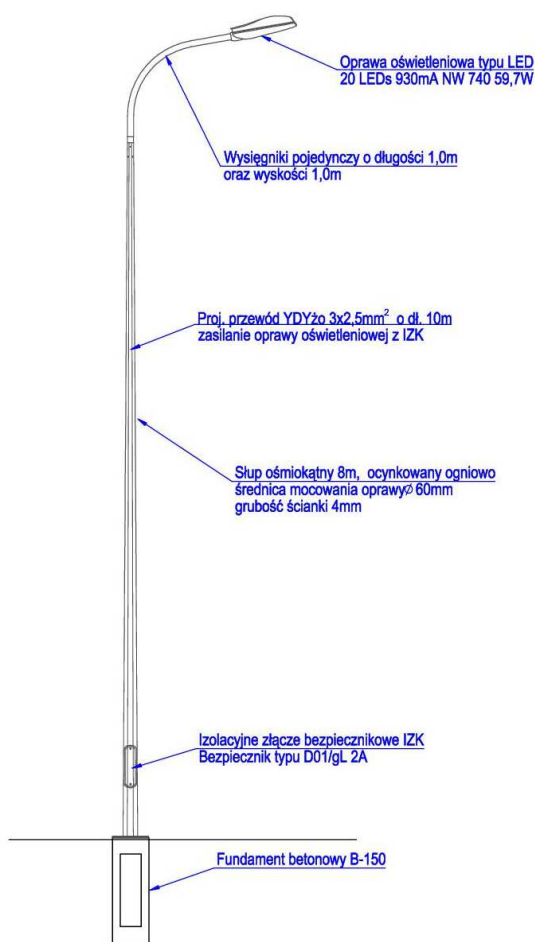 Oprawa oświetleniowa typu LED
20 LEDs 930mA NW 740 59,7W
Wysięgniki pojedynczy o długości 1,0m
oraz wyskości 1,0m
Proj. przewód YDYżo 3x2,5mm² o dł. 10m
zasilanie oprawy oświetleniowej z IZK
Słup ośmiokątny 8m, ocynkowany ogniowo
średnica mocowania oprawyØ 60mm
grubość ścianki 4mm
Izolacyjne złącze bezpiecznikowe IZK
Bezpiecznik typu D01/gL 2A
Fundament betonowy B-150